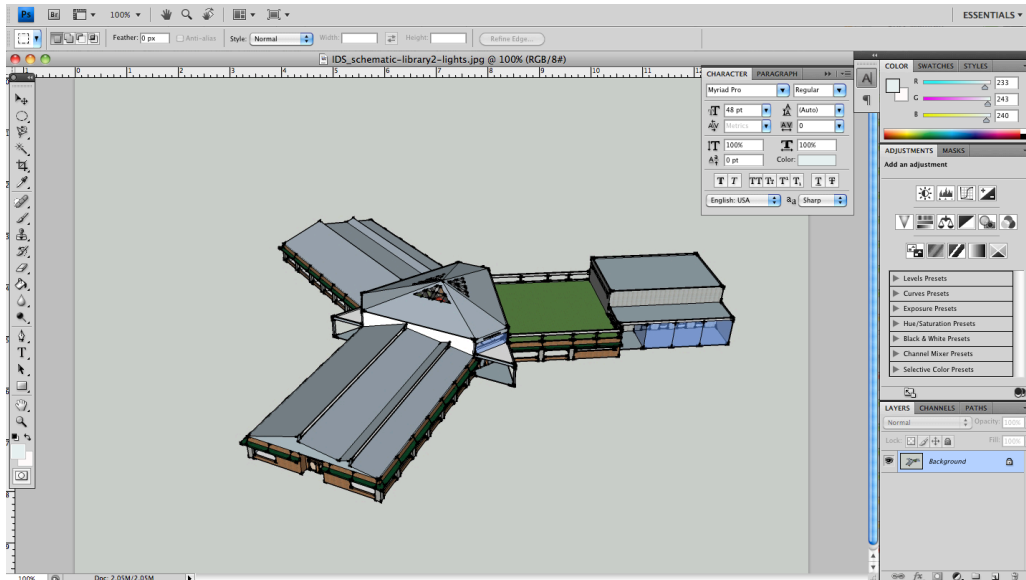 Ps Br 100% ESSENTIALS
Feather: 0 px Anti-alias Style: Normal Width: Height: Refine Edge...
IDS_schematic-library2-lights.jpg @ 100% (RGB/8#)
CHARACTER PARAGRAPH
Myriad Pro Regular
48 pt (Auto)
Metrics 0
100% 100%
0 pt Color:
T T TT Tr T¹ T₁ T T
English: USA aa Sharp
COLOR SWATCHES STYLES
R 233
G 243
B 240
ADJUSTMENTS MASKS
Add an adjustment
Levels Presets
Curves Presets
Exposure Presets
Hue/Saturation Presets
Black & White Presets
Channel Mixer Presets
Selective Color Presets
LAYERS CHANNELS PATHS
Normal Opacity: 100%
Lock: Fill: 100%
Background
100% Doc: 2.05M/2.05M